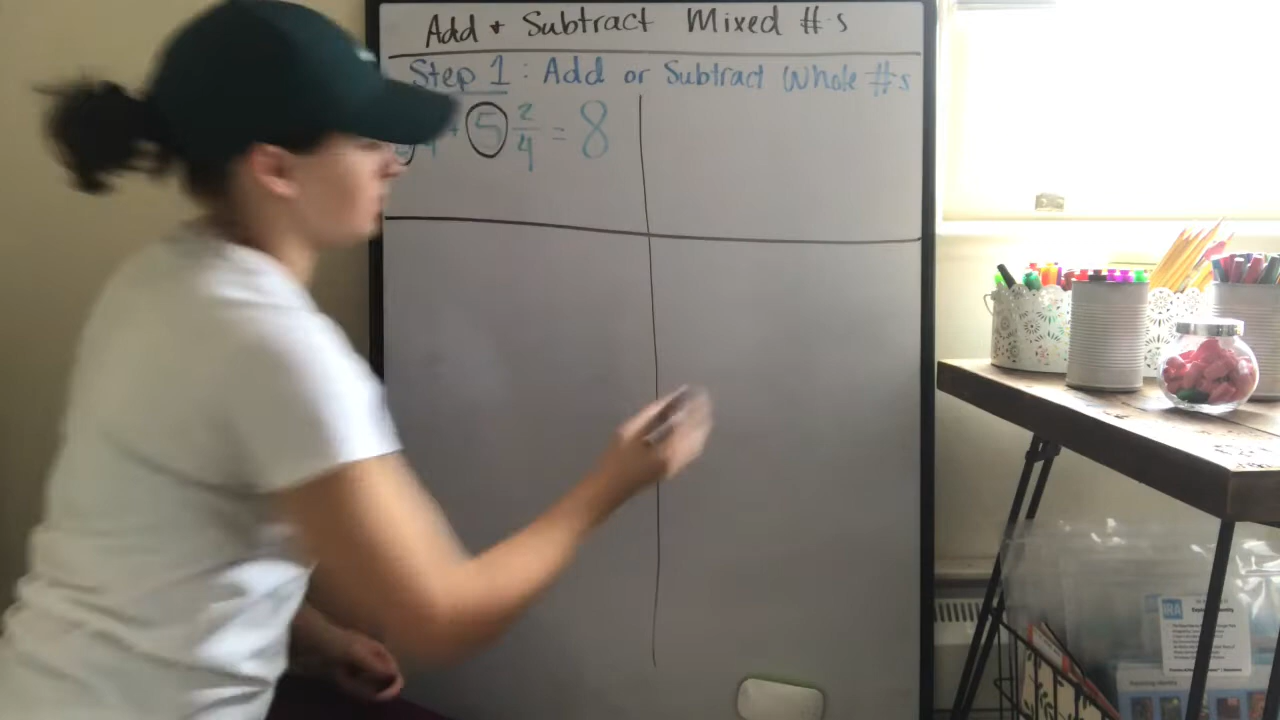 Add + Subtract Mixed #s
Step 1: Add or Subtract Whole #s
+ 5 2/4 = 8